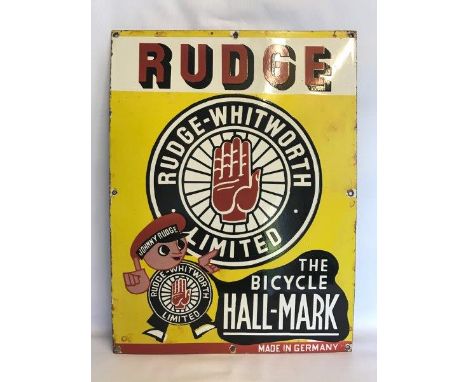 RUDGE
RUDGE-WHITWORTH
LIMITED
JOHNNY RUDGE
RUDGE-WHITWORTH
LIMITED
THE
BICYCLE
HALL-MARK
MADE IN GERMANY